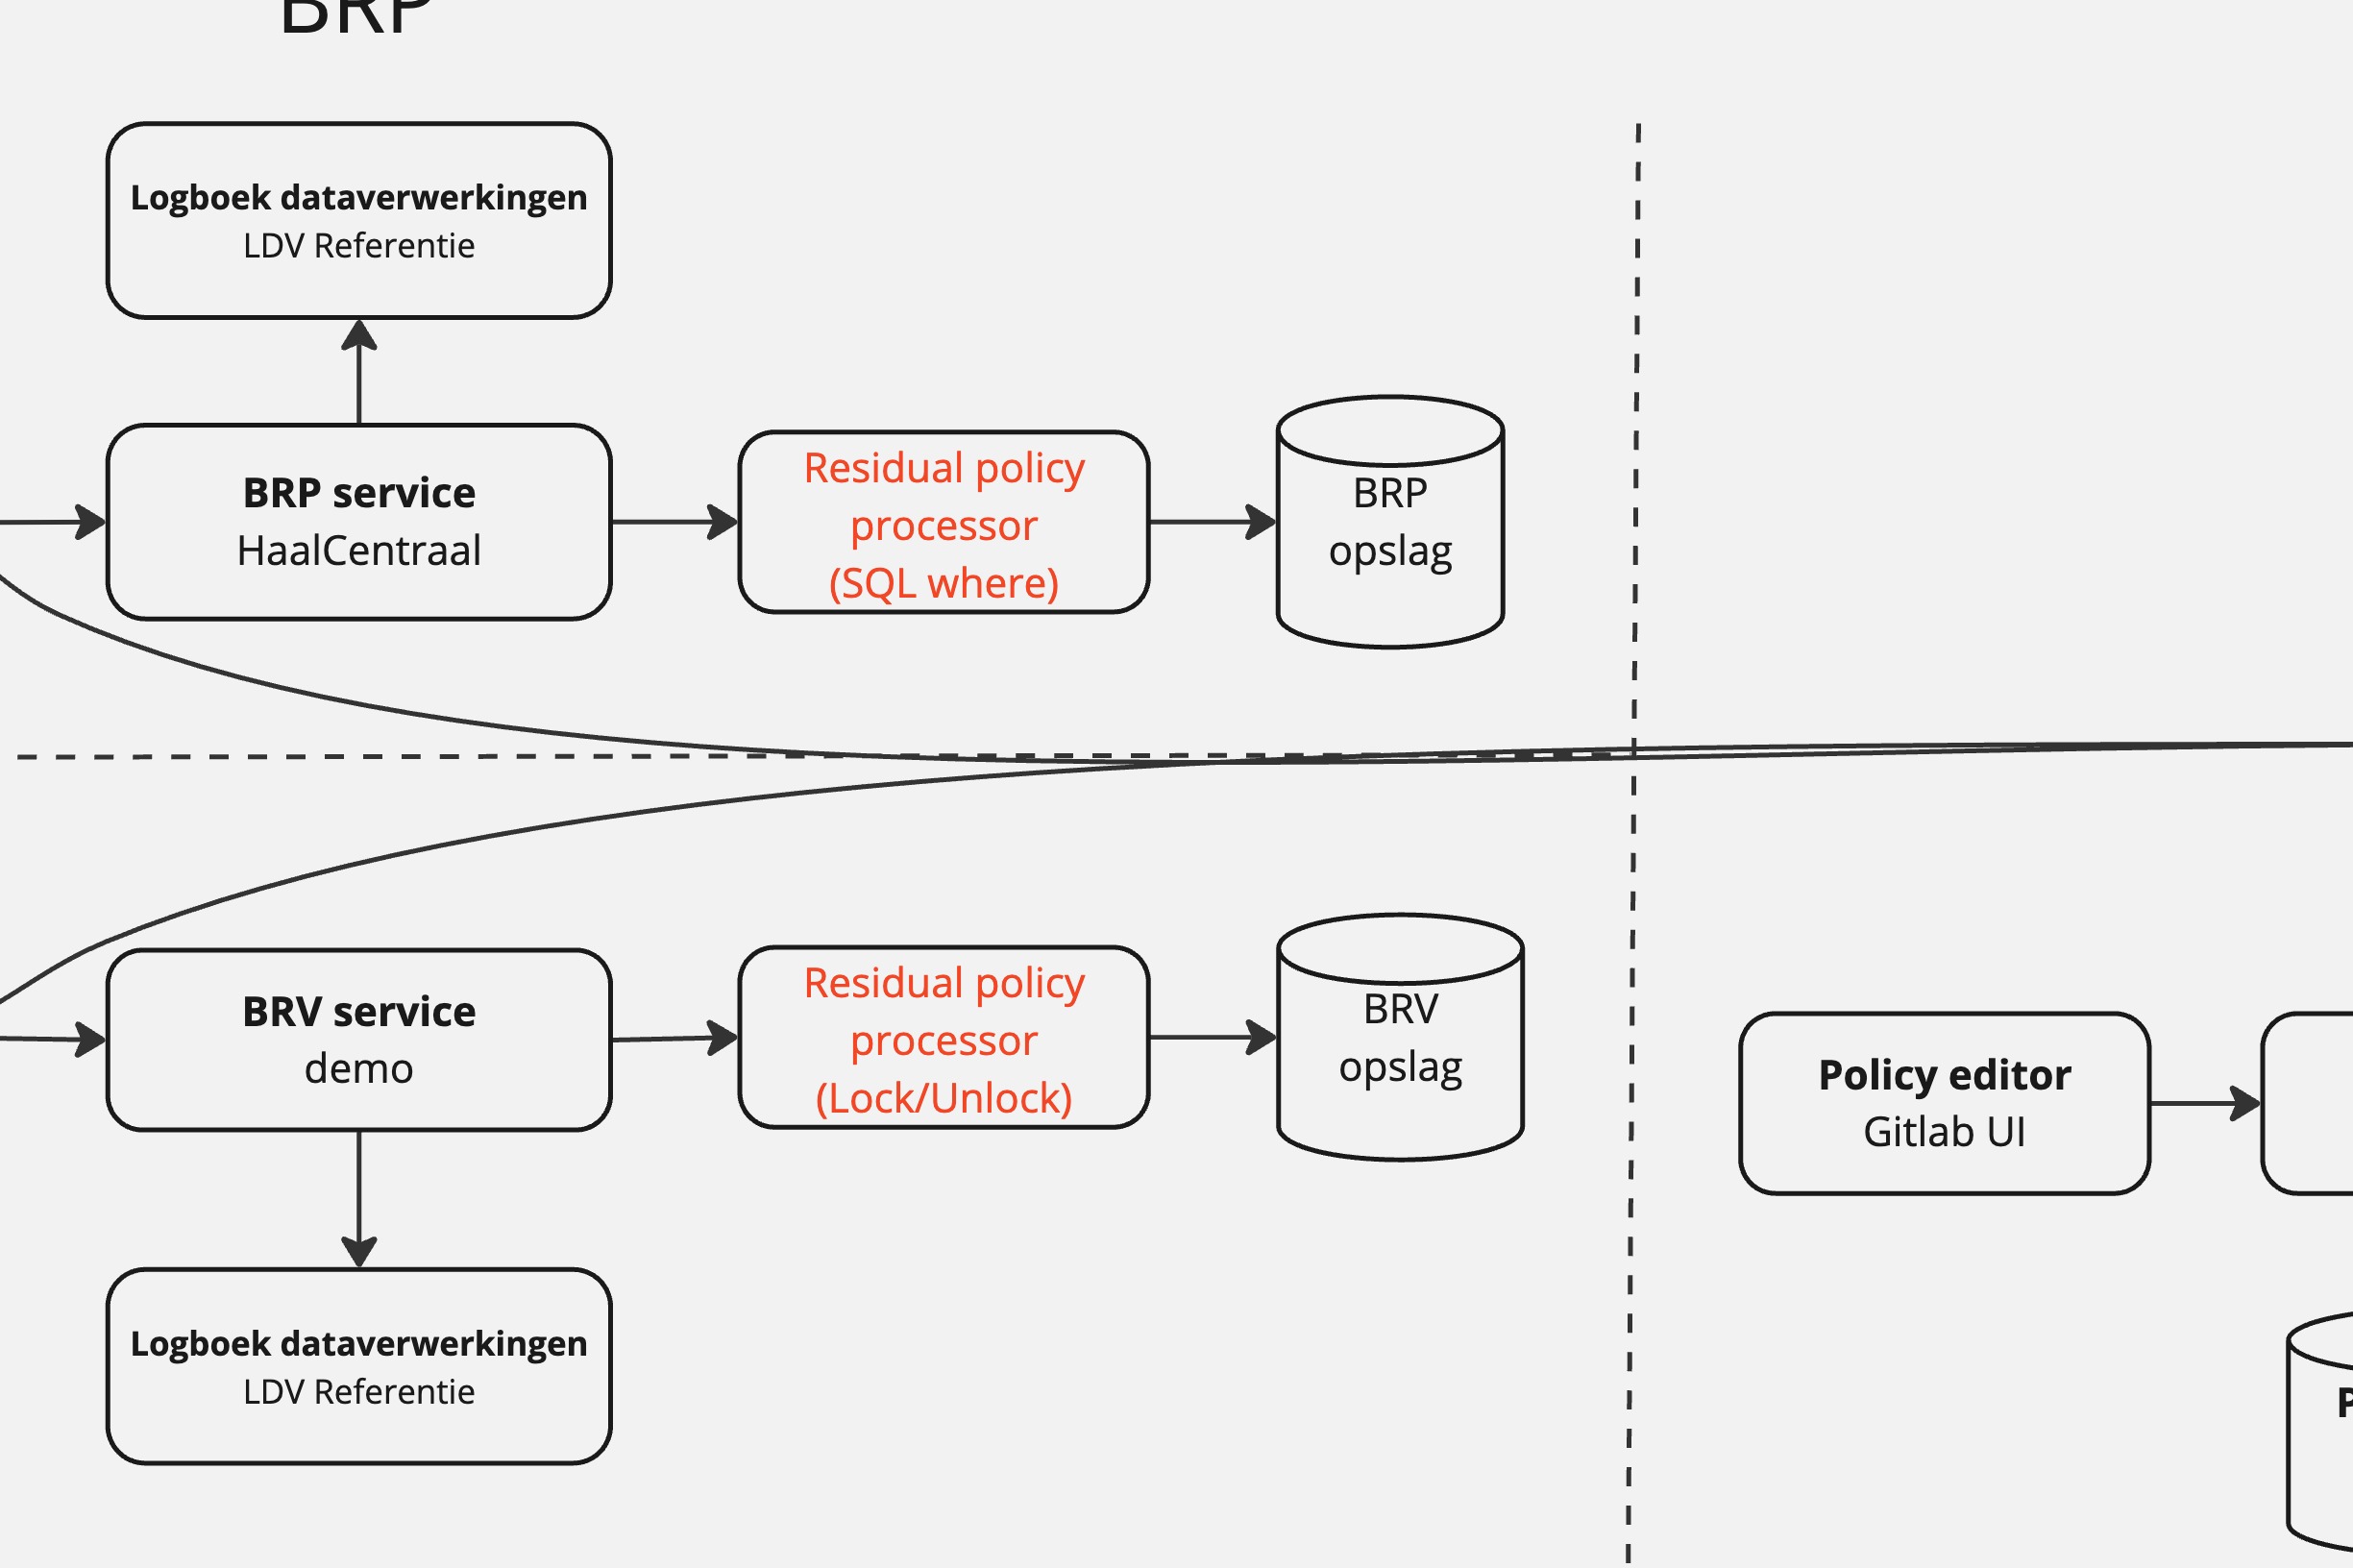 BRP
Logboek dataverwerkingen
LDV Referentie
BRP service
HaalCentraal
Residual policy
processor
(SQL where)
BRP
opslag
BRV service
demo
Residual policy
processor
(Lock/Unlock)
BRV
opslag
Policy editor
Gitlab UI
Logboek dataverwerkingen
LDV Referentie